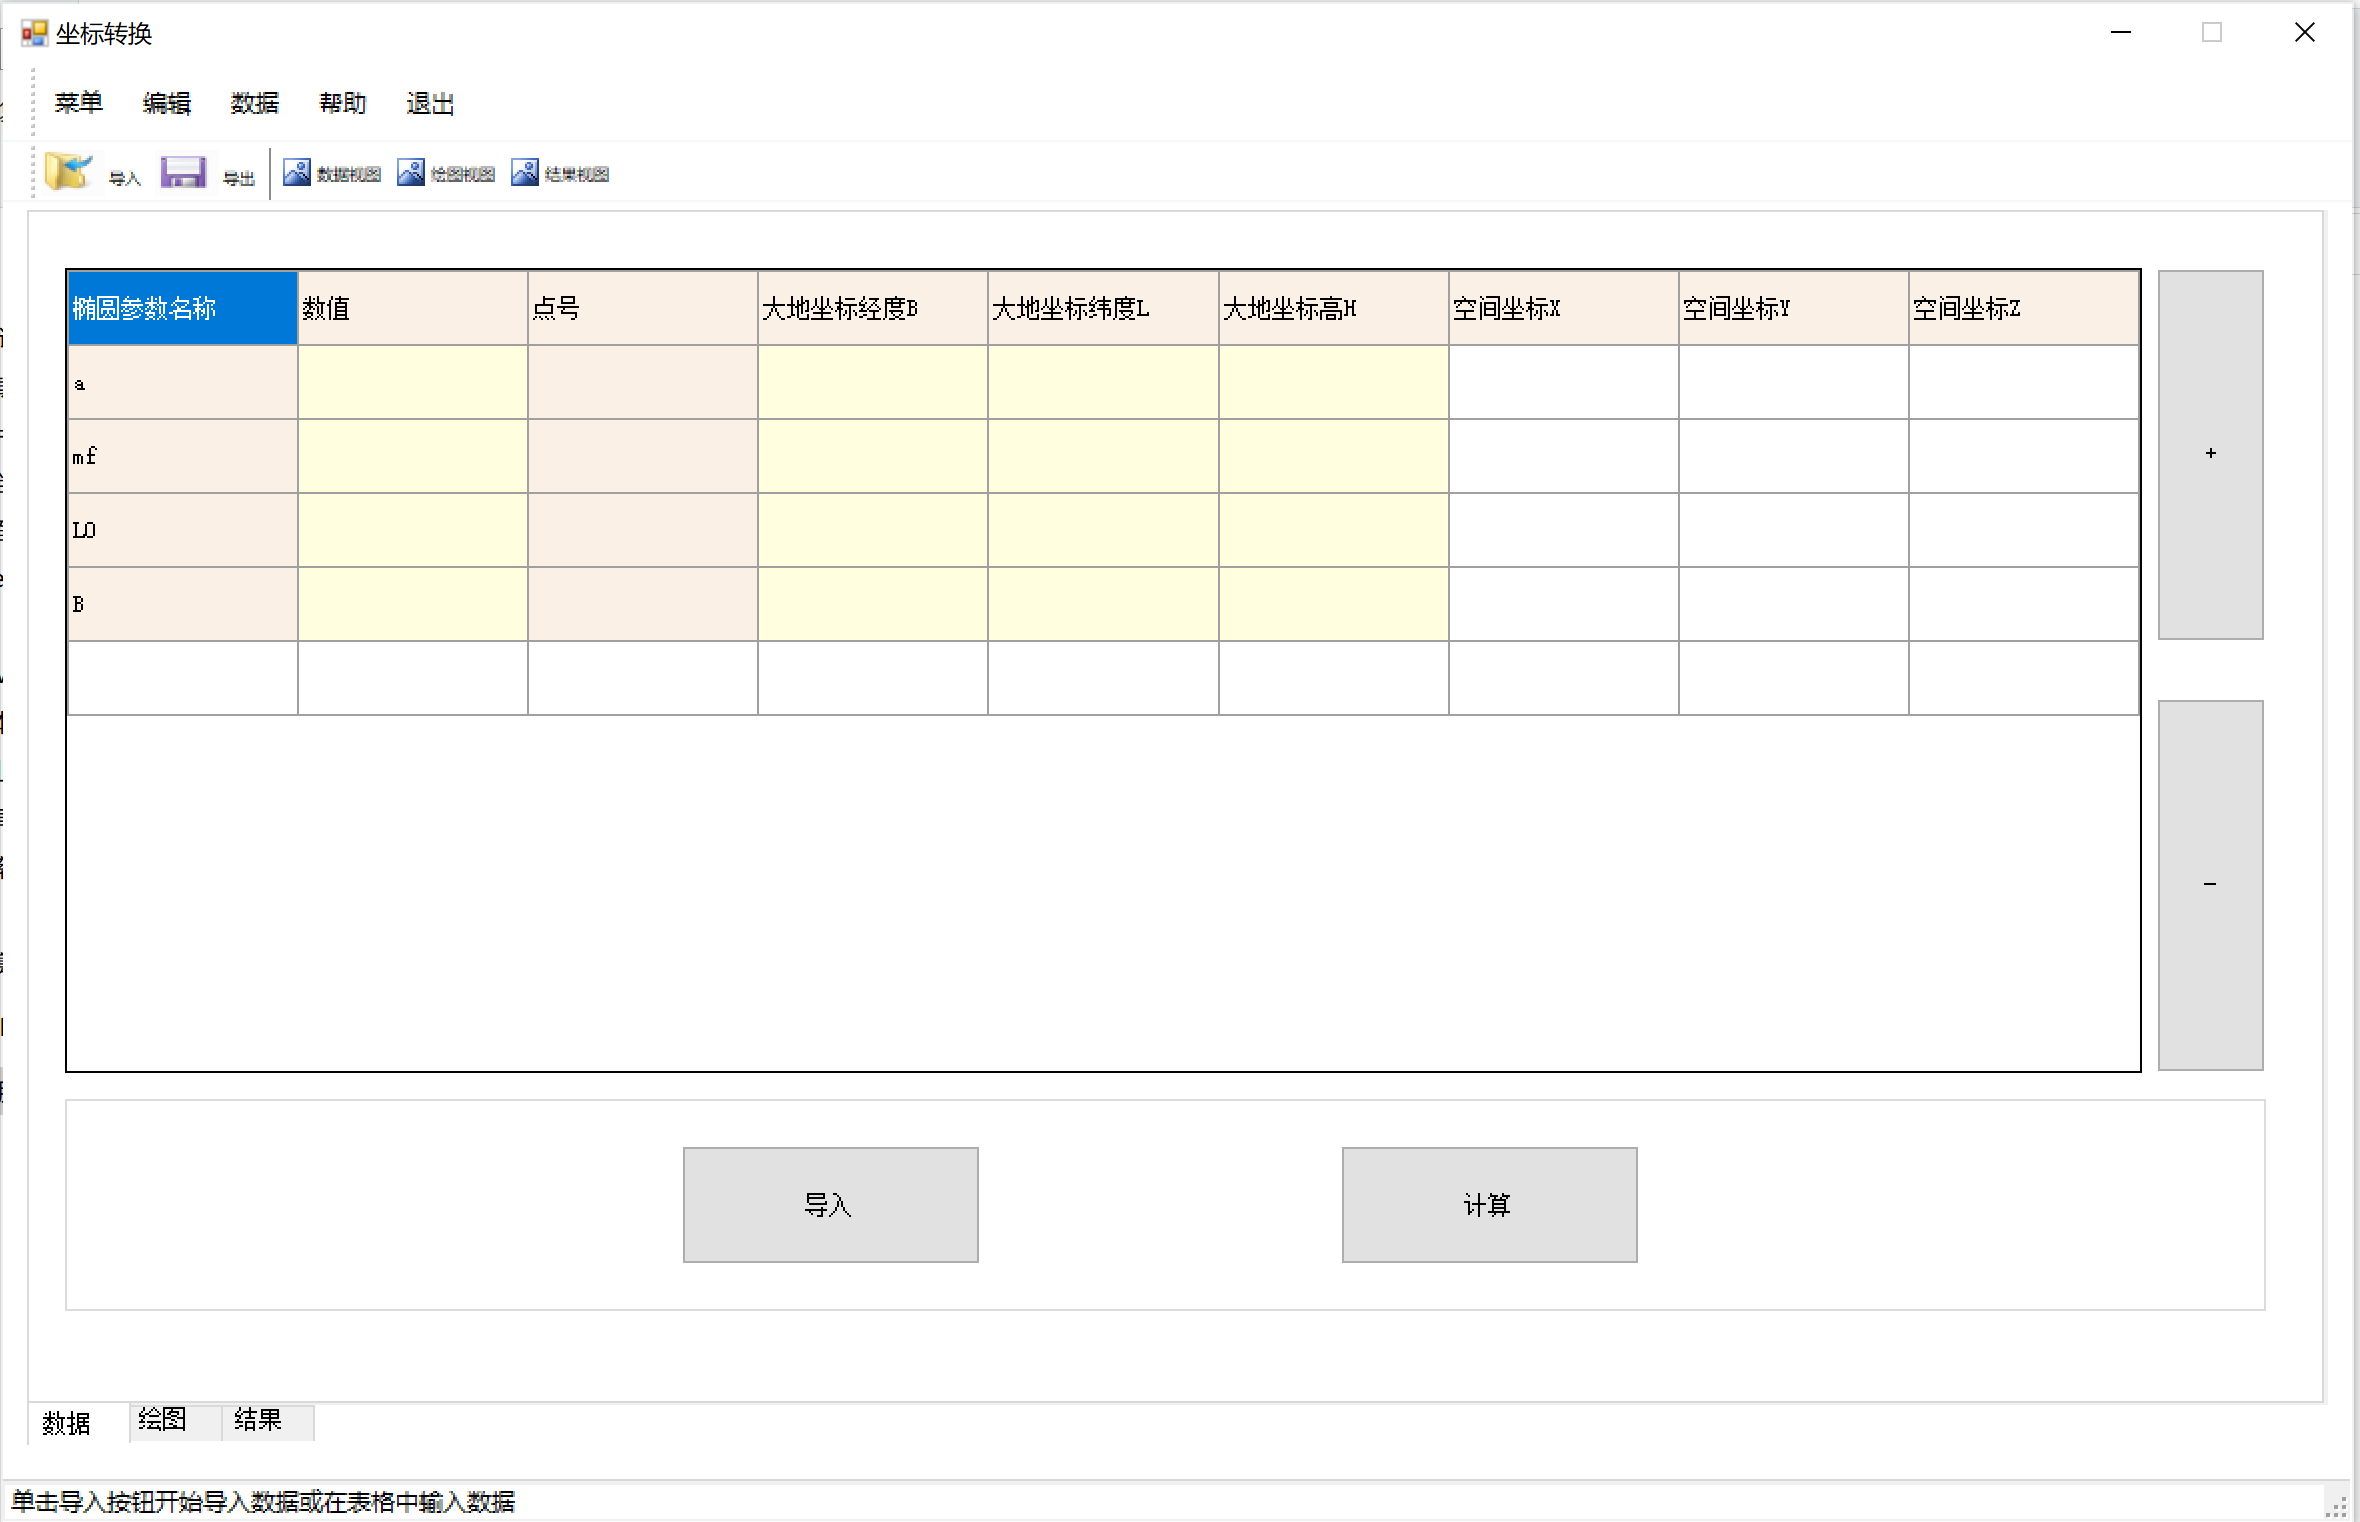 坐标转换
菜单 编辑 数据 帮助 退出
导入 导出 数据视图 绘图视图 结果视图
椭圆参数名称 数值 点号 大地坐标经度B 大地坐标纬度L 大地坐标高H 空间坐标X 空间坐标Y 空间坐标Z
a
mf
+
L0
B
-
导入 计算
数据 绘图 结果
单击导入按钮开始导入数据或在表格中输入数据